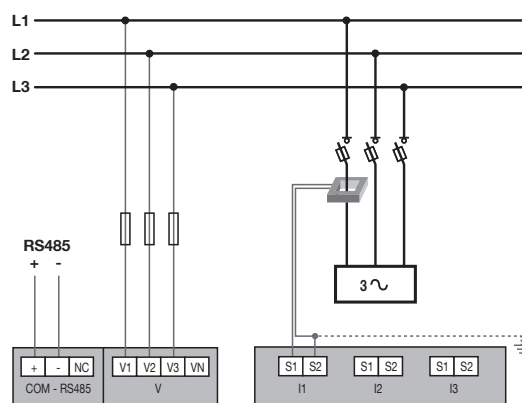 L1
L2
L3
RS485
+ -
3
+ - NC
V1 V2 V3 VN
S1 S2
S1 S2
S1 S2
COM - RS485
V
I1
I2
I3